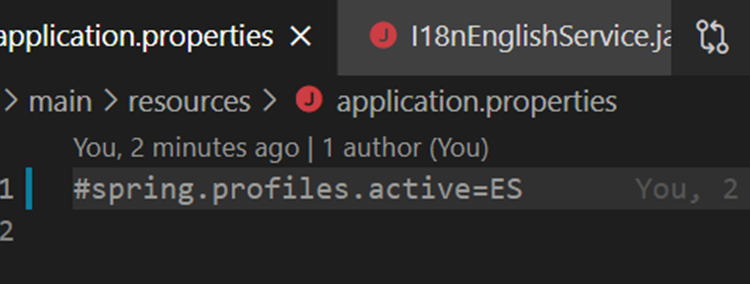 application.properties × I18nEnglishService.ja
> main > resources > J application.properties
You, 2 minutes ago | 1 author (You)
1 #spring.profiles.active=ES You, 2
2